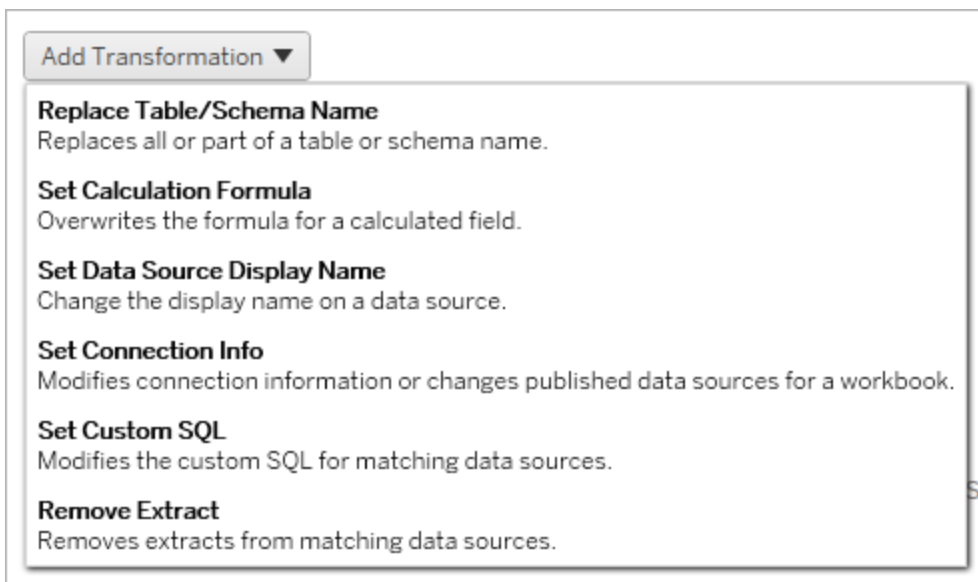 Add Transformation ▼
Replace Table/Schema Name
Replaces all or part of a table or schema name.
Set Calculation Formula
Overwrites the formula for a calculated field.
Set Data Source Display Name
Change the display name on a data source.
Set Connection Info
Modifies connection information or changes published data sources for a workbook.
Set Custom SQL
Modifies the custom SQL for matching data sources.
Remove Extract
Removes extracts from matching data sources.